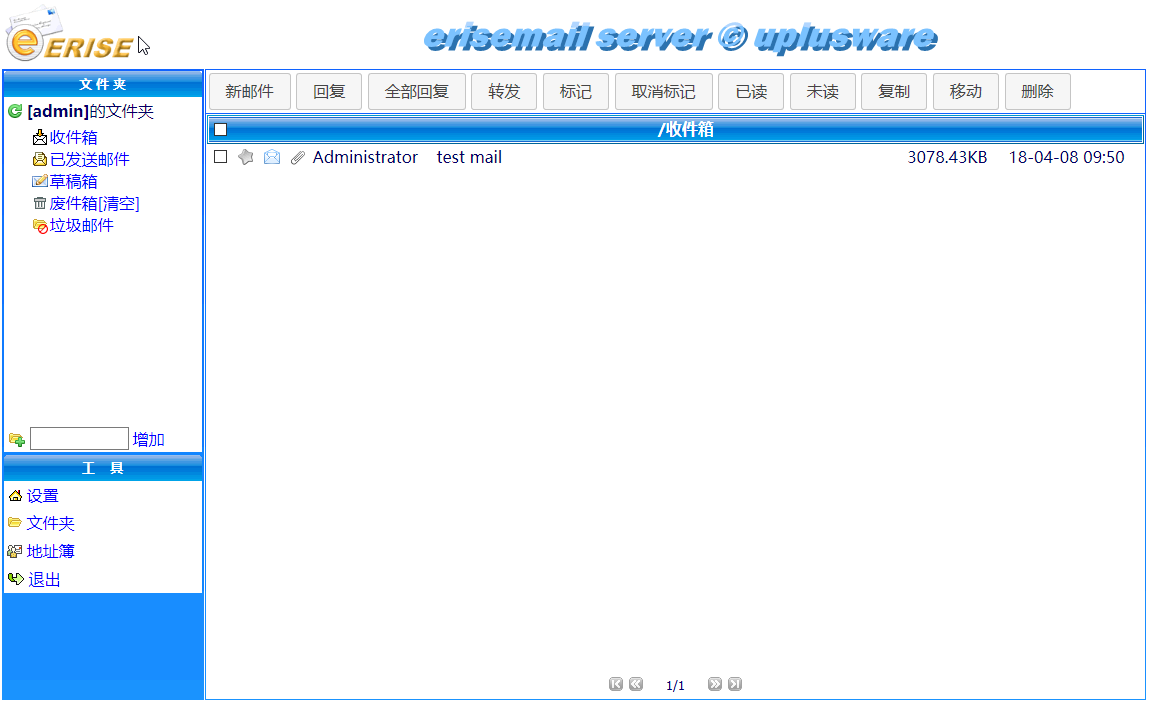 ERISE
erisemail server © uplusware
文件夹
[admin]的文件夹
收件箱
已发送邮件
草稿箱
废件箱[清空]
垃圾邮件
增加
工 具
设置
文件夹
地址簿
退出
新邮件 回复 全部回复 转发 标记 取消标记 已读 未读 复制 移动 删除
/收件箱
Administrator test mail 3078.43KB 18-04-08 09:50
1/1